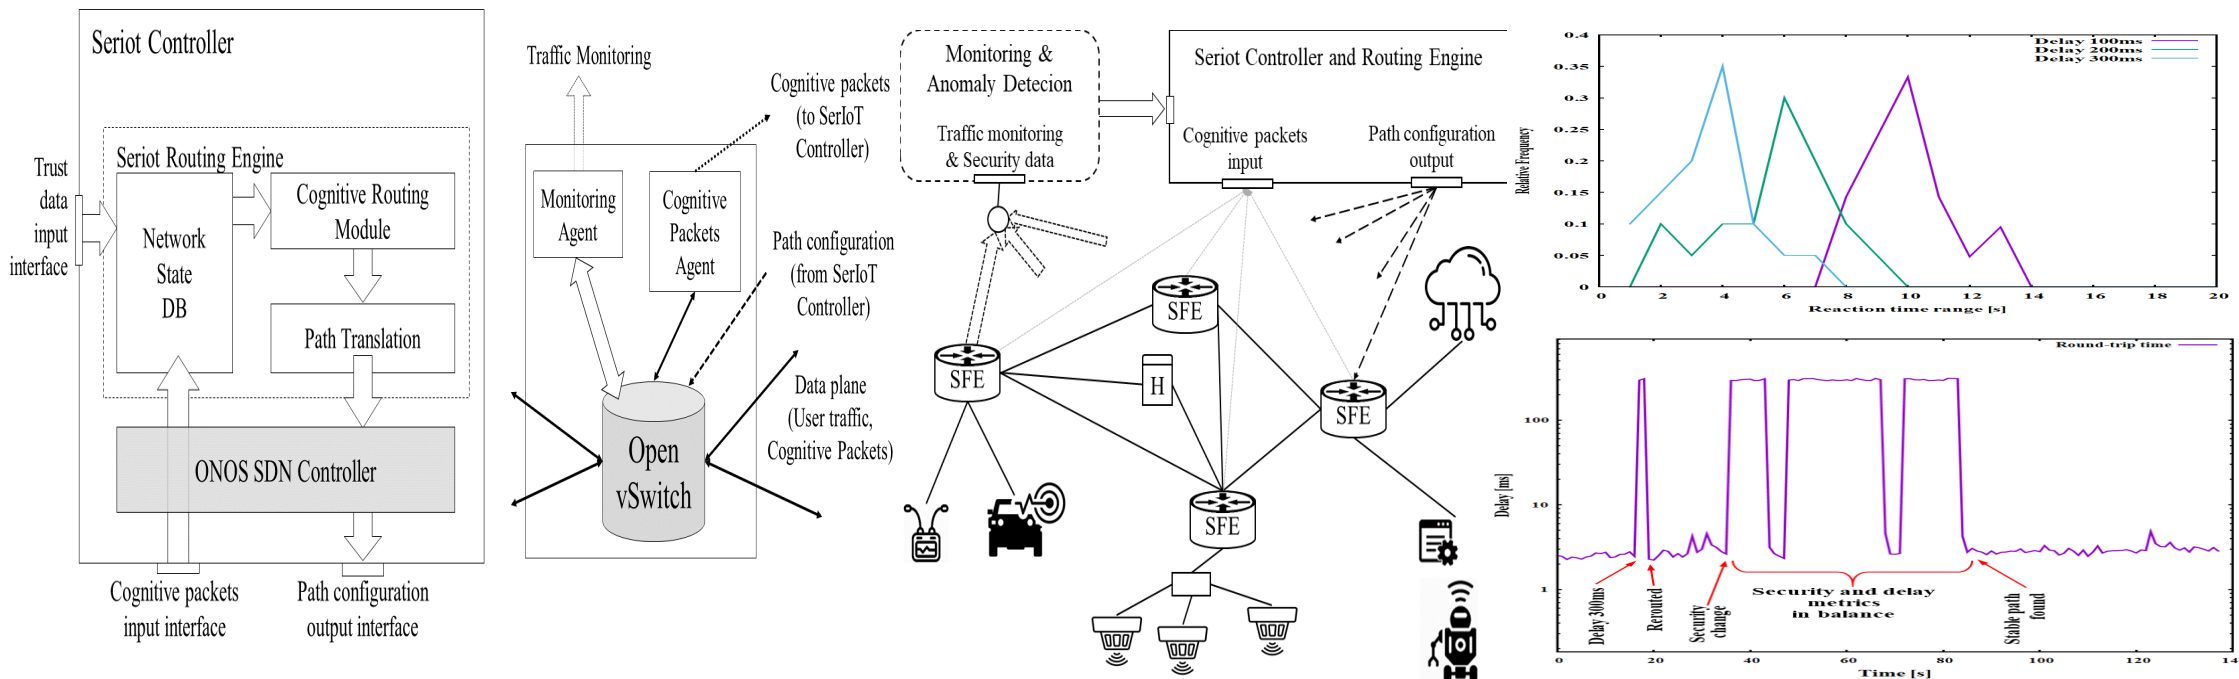 Seriot Controller
Seriot Routing Engine
Trust
data
input
interface
Network
State
DB
Cognitive Routing
Module
Path Translation
ONOS SDN Controller
Cognitive packets
input interface
Path configuration
output interface
Traffic Monitoring
Cognitive packets
(to SerIoT
Controller)
Monitoring
Agent
Cognitive
Packets
Agent
Path configuration
(from SerIoT
Controller)
Data plane
(User traffic,
Cognitive Packets)
Open
vSwitch
Monitoring &
Anomaly Detecion
Traffic monitoring
& Security data
Seriot Controller and Routing Engine
Cognitive packets
input
Path configuration
output
SFE
SFE
H
SFE
SFE
Delay 100ms
Delay 200ms
Delay 300ms
0.4
0.35
0.3
0.25
0.2
0.15
0.1
0.05
0
Relative Frequency
0 2 4 6 8 10 12 14 16 18 20
Reaction time range [s]
Round-trip time
100
10
1
Delay [ms]
Delay 300ms
Rerouted
Security
change
Security and delay
metrics
in balance
Stable path
found
0 20 40 60 80 100 120 14
Time [s]